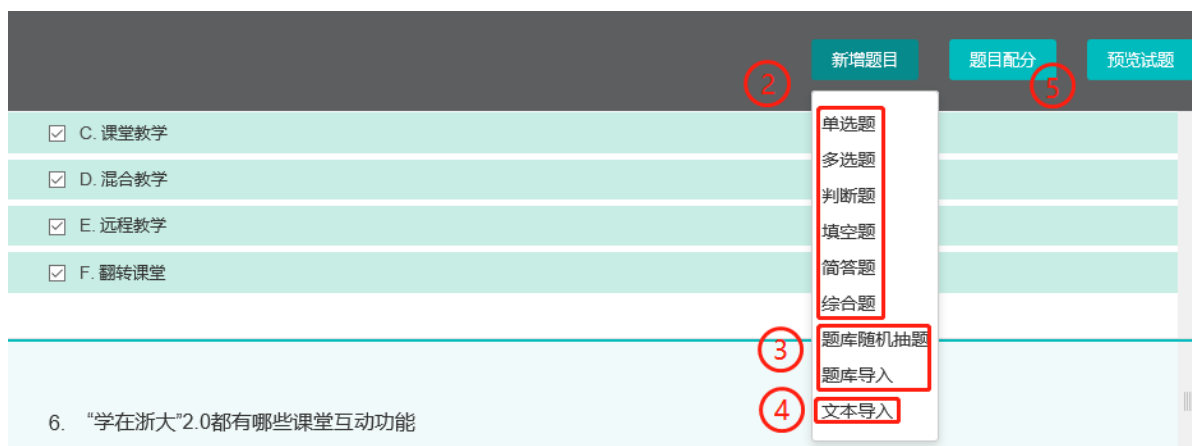 新增题目
题目配分
预览试题
②
⑤
单选题
C. 课堂教学
多选题
D. 混合教学
判断题
E. 远程教学
填空题
简答题
F. 翻转课堂
综合题
③
题库随机抽题
题库导入
④
文本导入
6. “学在浙大”2.0都有哪些课堂互动功能